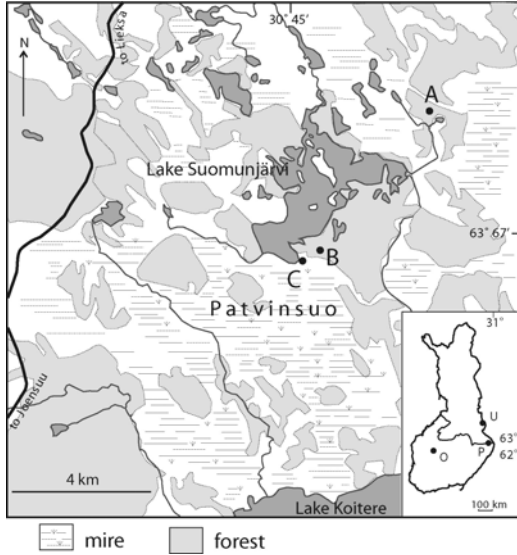 30° 45'
to Lieksa
N
A
Lake Suomunjärvi
63° 67'
B
C
Patvinsuo
31°
to Joensuu
U
4 km
63°
P
62°
O
100 km
Lake Koitere
mire
forest